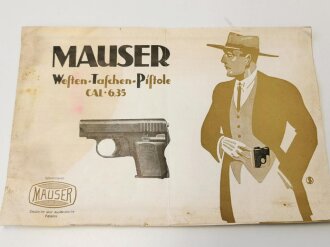 MAUSER
Westen-Taschen-Pistole
CAL·6.35
MAUSER